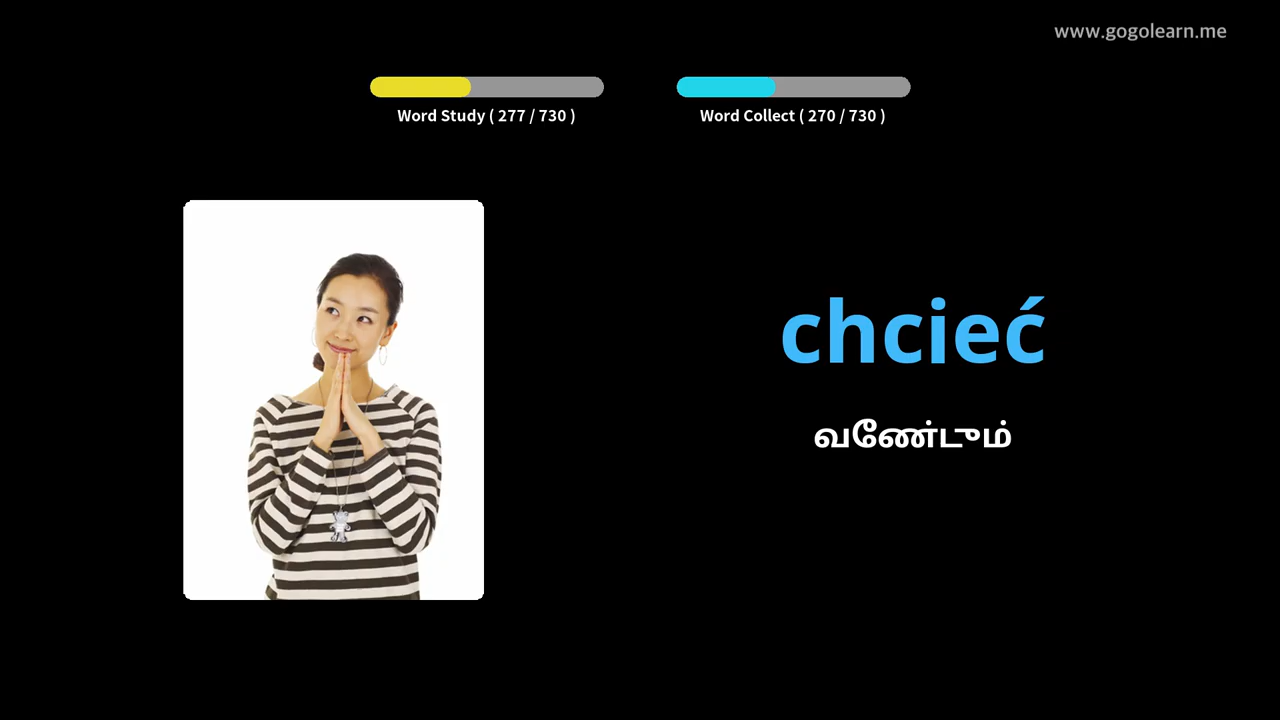 www.gogolearn.me
Word Study ( 277 / 730 )
Word Collect ( 270 / 730 )
chcieć
வணே்டும்